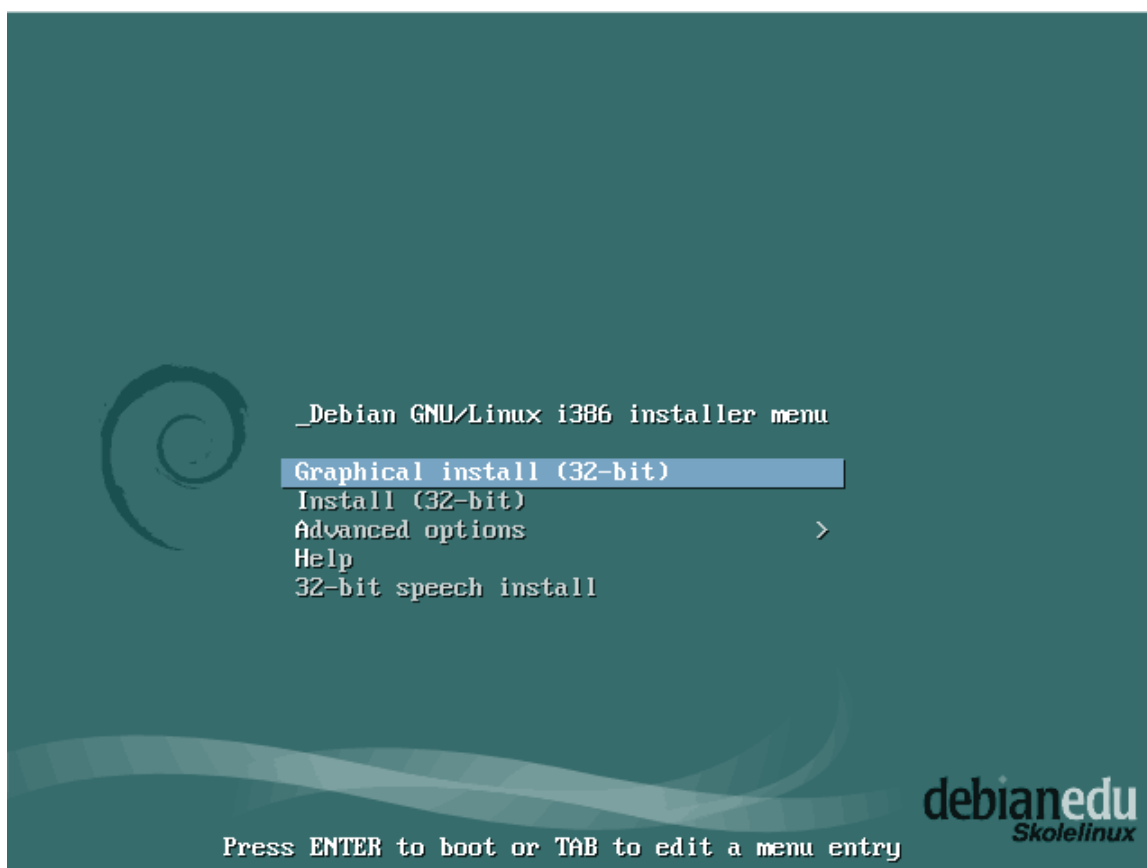 _Debian GNU/Linux i386 installer menu
Graphical install (32-bit)
Install (32-bit)
Advanced options >
Help
32-bit speech install
debianedu
Skolelinux
Press ENTER to boot or TAB to edit a menu entry